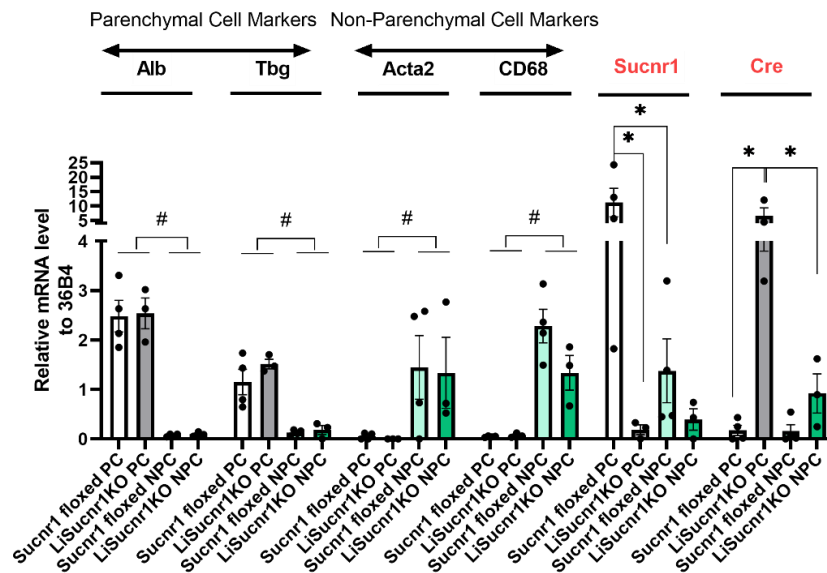 Parenchymal Cell Markers Non-Parenchymal Cell Markers
Alb Tbg Acta2 CD68 Sucnr1 Cre
* * * *
# # # #
25
20
15
10
5
4
3
2
1
0
Relative mRNA level
to 36B4
Sucnr1 floxed PC
LiSucnr1KO PC
Sucnr1 floxed NPC
LiSucnr1KO NPC
Sucnr1 floxed PC
LiSucnr1KO PC
Sucnr1 floxed NPC
LiSucnr1KO NPC
Sucnr1 floxed PC
LiSucnr1KO PC
Sucnr1 floxed NPC
LiSucnr1KO NPC
Sucnr1 floxed PC
LiSucnr1KO PC
Sucnr1 floxed NPC
LiSucnr1KO NPC
Sucnr1 floxed PC
LiSucnr1KO PC
Sucnr1 floxed NPC
LiSucnr1KO NPC
Sucnr1 floxed PC
LiSucnr1KO PC
Sucnr1 floxed NPC
LiSucnr1KO NPC